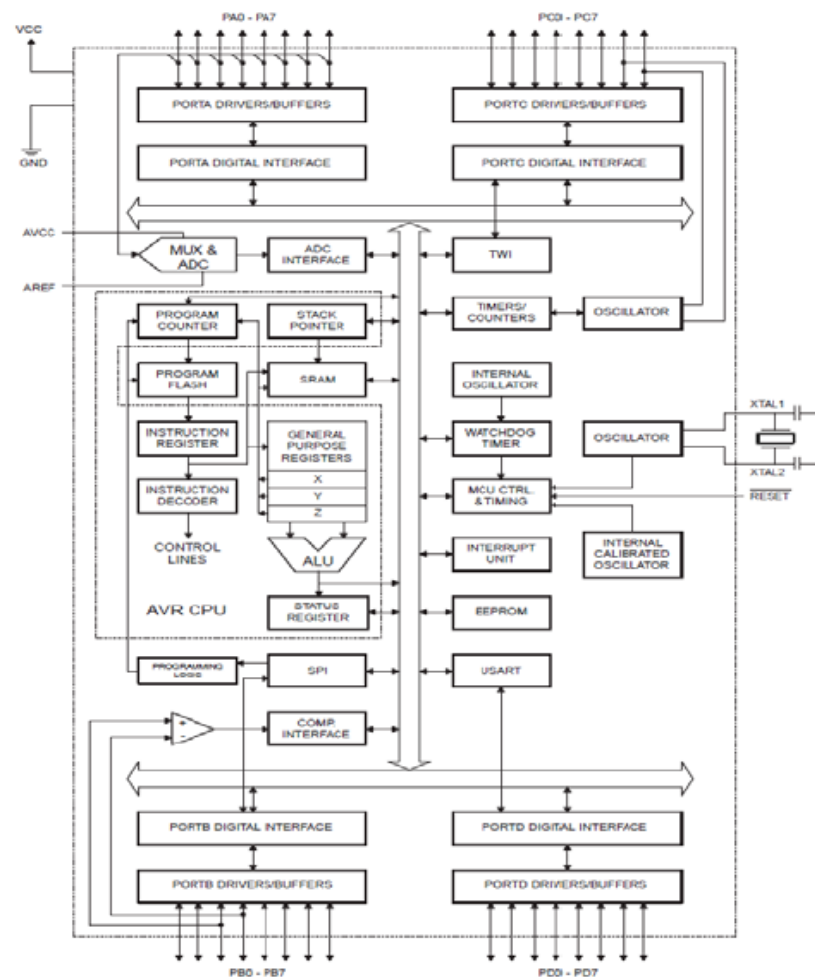 PA0 - PA7
PC0 - PC7
VCC
PORTA DRIVERS/BUFFERS
PORTC DRIVERS/BUFFERS
GND
PORTA DIGITAL INTERFACE
PORTC DIGITAL INTERFACE
AVCC
MUX &
ADC
ADC
INTERFACE
TWI
AREF
PROGRAM
COUNTER
STACK
POINTER
TIMERS/
COUNTERS
OSCILLATOR
PROGRAM
FLASH
SRAM
INTERNAL
OSCILLATOR
XTAL1
INSTRUCTION
REGISTER
GENERAL
PURPOSE
REGISTERS
WATCHDOG
TIMER
OSCILLATOR
XTAL2
X
INSTRUCTION
DECODER
Y
MCU CTRL.
& TIMING
RESET
Z
CONTROL
LINES
ALU
INTERRUPT
UNIT
INTERNAL
CALIBRATED
OSCILLATOR
AVR CPU
STATUS
REGISTER
EEPROM
PROGRAMMING
LOGIC
SPI
USART
+
-
COMP.
INTERFACE
PORTB DIGITAL INTERFACE
PORTD DIGITAL INTERFACE
PORTB DRIVERS/BUFFERS
PORTD DRIVERS/BUFFERS
PB0 - PB7
PD0 - PD7